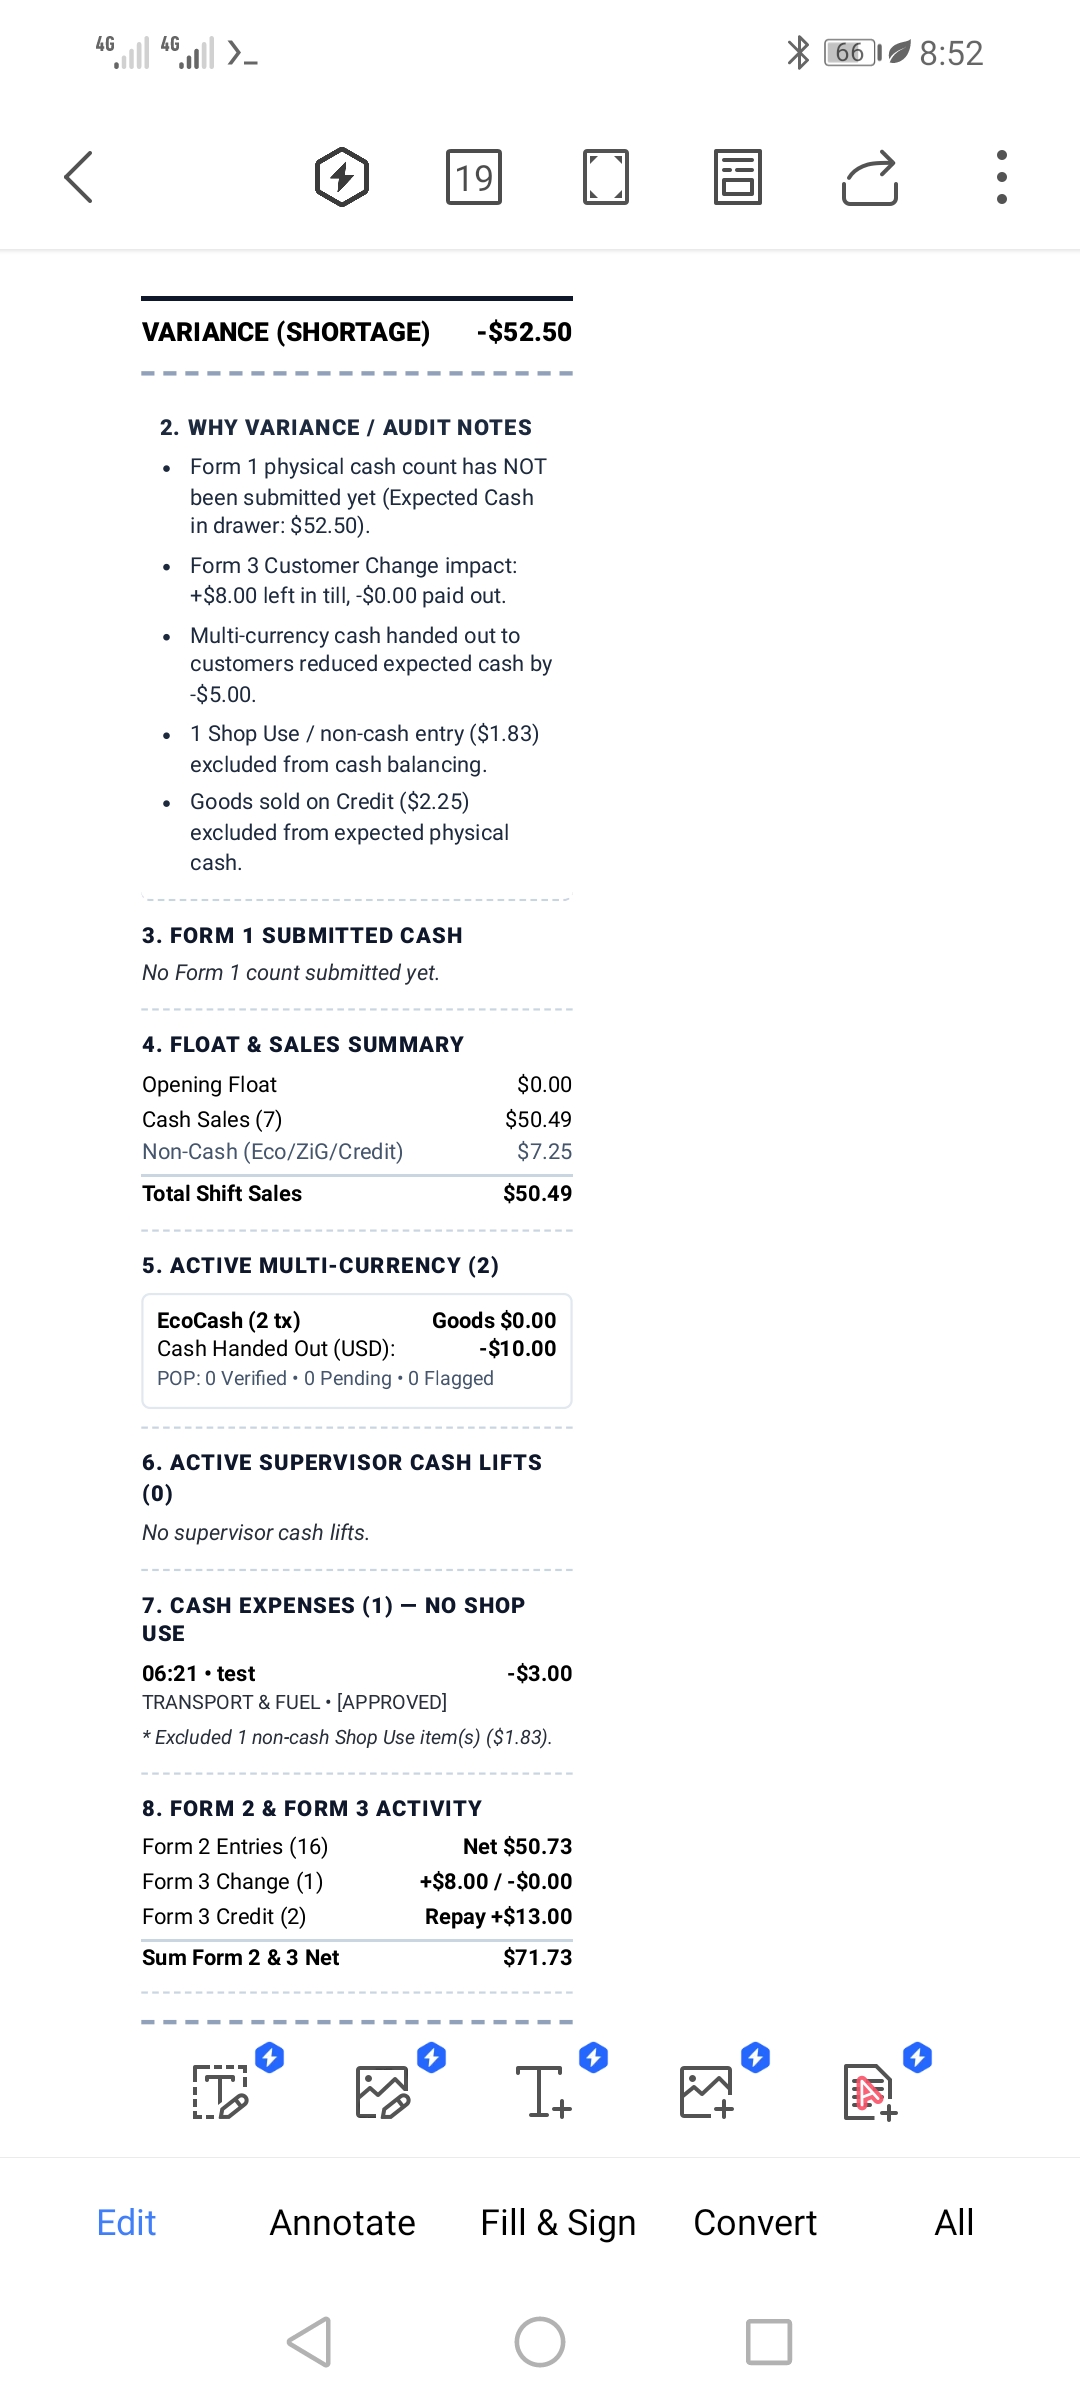 4G 4G >_ 66 8:52
19
VARIANCE (SHORTAGE) -$52.50
2. WHY VARIANCE / AUDIT NOTES
• Form 1 physical cash count has NOT
been submitted yet (Expected Cash
in drawer: $52.50).
• Form 3 Customer Change impact:
+$8.00 left in till, -$0.00 paid out.
• Multi-currency cash handed out to
customers reduced expected cash by
-$5.00.
• 1 Shop Use / non-cash entry ($1.83)
excluded from cash balancing.
• Goods sold on Credit ($2.25)
excluded from expected physical
cash.
3. FORM 1 SUBMITTED CASH
No Form 1 count submitted yet.
4. FLOAT & SALES SUMMARY
Opening Float $0.00
Cash Sales (7) $50.49
Non-Cash (Eco/ZiG/Credit) $7.25
Total Shift Sales $50.49
5. ACTIVE MULTI-CURRENCY (2)
EcoCash (2 tx) Goods $0.00
Cash Handed Out (USD): -$10.00
POP: 0 Verified • 0 Pending • 0 Flagged
6. ACTIVE SUPERVISOR CASH LIFTS
(0)
No supervisor cash lifts.
7. CASH EXPENSES (1) — NO SHOP
USE
06:21 • test -$3.00
TRANSPORT & FUEL • [APPROVED]
* Excluded 1 non-cash Shop Use item(s) ($1.83).
8. FORM 2 & FORM 3 ACTIVITY
Form 2 Entries (16) Net $50.73
Form 3 Change (1) +$8.00 / -$0.00
Form 3 Credit (2) Repay +$13.00
Sum Form 2 & 3 Net $71.73
Edit Annotate Fill & Sign Convert All